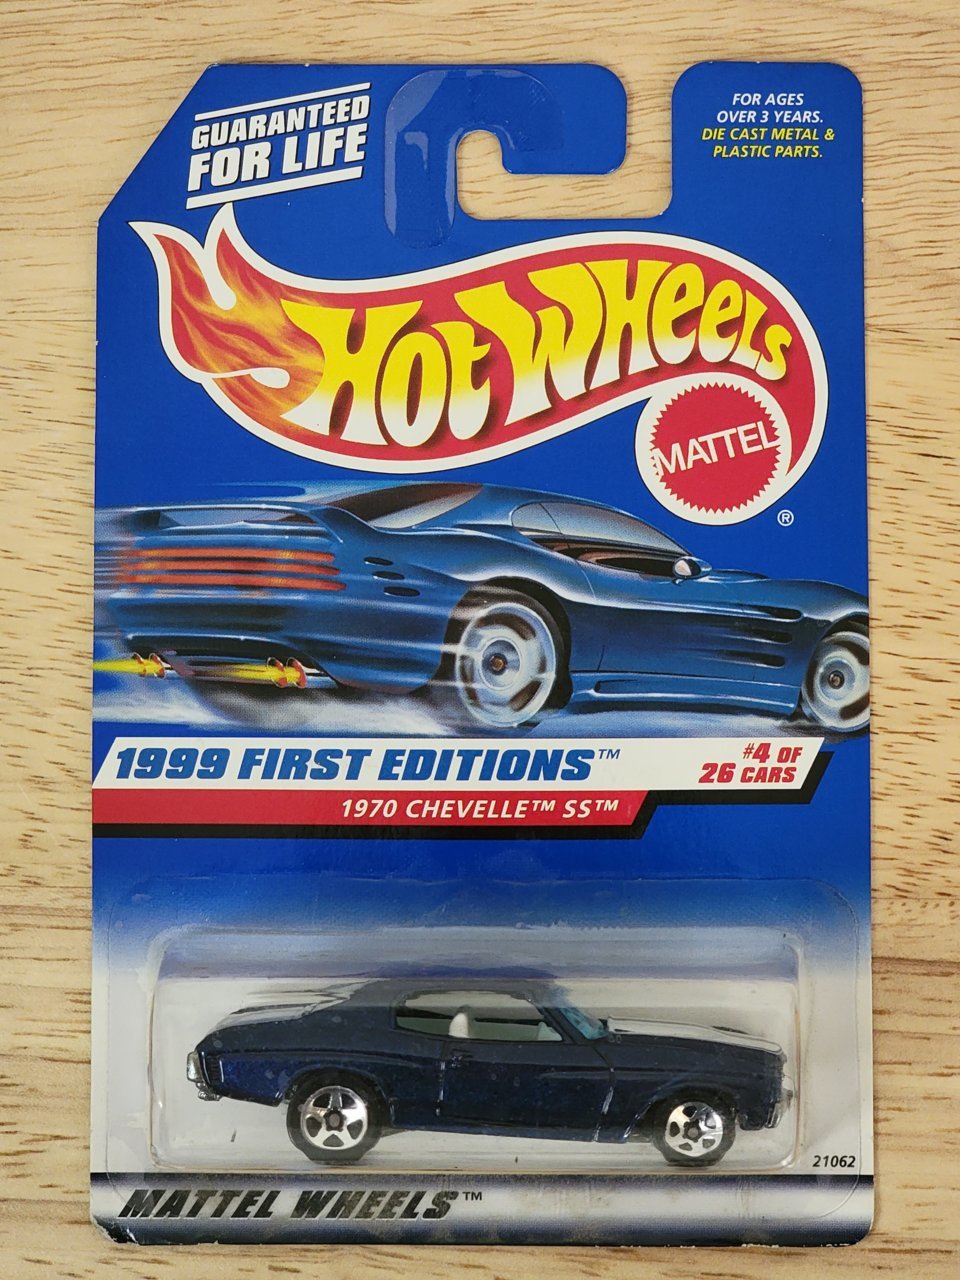 GUARANTEED
FOR LIFE
FOR AGES
OVER 3 YEARS.
DIE CAST METAL &
PLASTIC PARTS.
HOT WHEELS
MATTEL
®
1999 FIRST EDITIONS™
#4 OF
26 CARS
1970 CHEVELLE™ SS™
21062
MATTEL WHEELS™